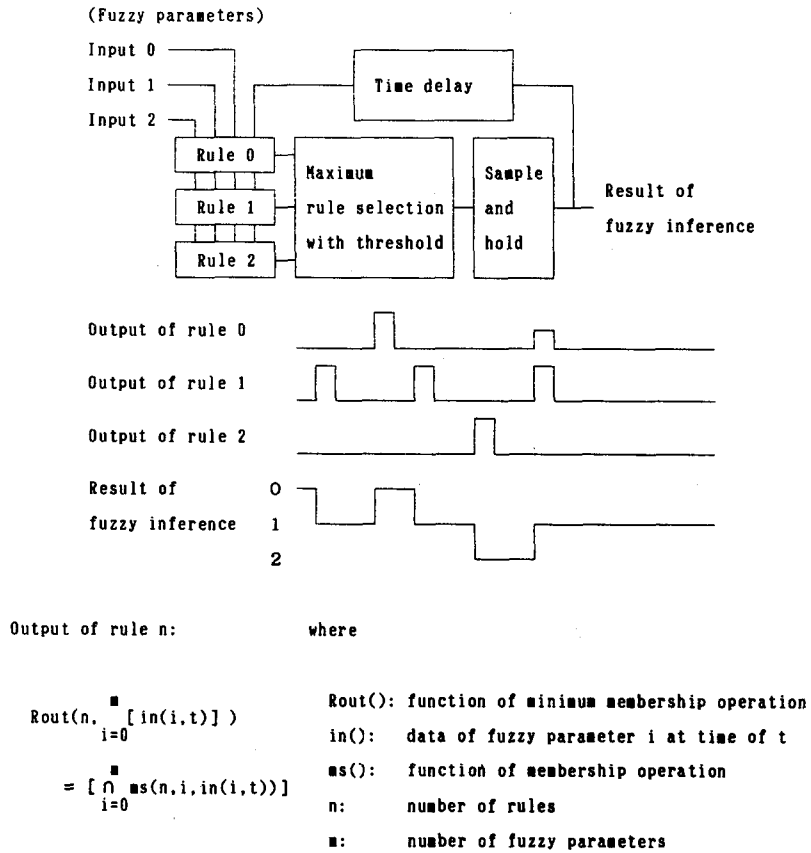 (Fuzzy parameters)
Input 0
Input 1
Input 2
Time delay
Rule 0
Rule 1
Rule 2
Maximum
rule selection
with threshold
Sample
and
hold
Result of
fuzzy inference
Output of rule 0
Output of rule 1
Output of rule 2
Result of 0
fuzzy inference 1
2
Output of rule n: where
m
Rout(n, [in(i,t)] )
i=0
m
= [ ∩ ms(n,i,in(i,t))]
i=0
Rout(): function of minimum membership operation
in(): data of fuzzy parameter i at time of t
ms(): function of membership operation
n: number of rules
m: number of fuzzy parameters